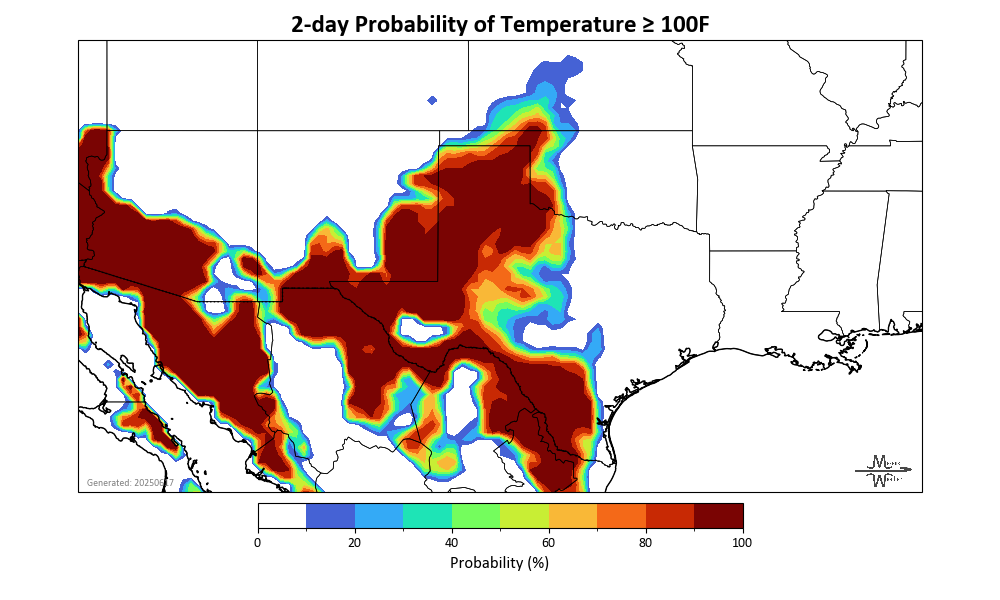 2-day Probability of Temperature ≥ 100F
Generated: 20250617
0 20 40 60 80 100
Probability (%)